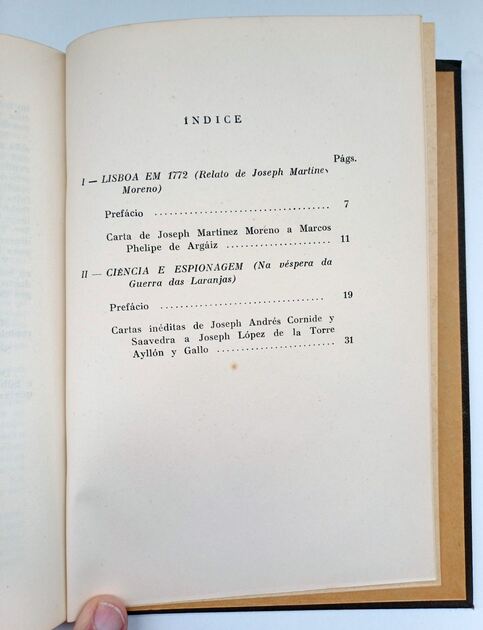 ÍNDICE
Págs.
I — LISBOA EM 1772 (Relato de Joseph Martinez
Moreno)
Prefácio ........................................ 7
Carta de Joseph Martinez Moreno a Marcos
Phelipe de Argáiz ..................... 11
II — CIÊNCIA E ESPIONAGEM (Na véspera da
Guerra das Laranjas)
Prefácio ..................................... 19
Cartas inéditas de Joseph Andrés Cornide y
Saavedra a Joseph López de la Torre
Ayllón y Gallo ........................ 31